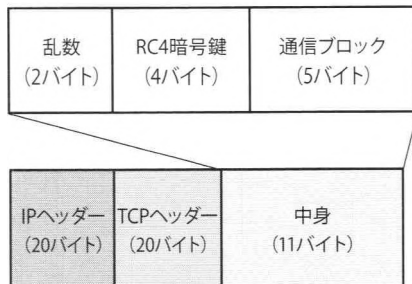 乱数 RC4暗号鍵 通信ブロック
(2バイト) (4バイト) (5バイト)
IPヘッダー TCPヘッダー 中身
(20バイト) (20バイト) (11バイト)